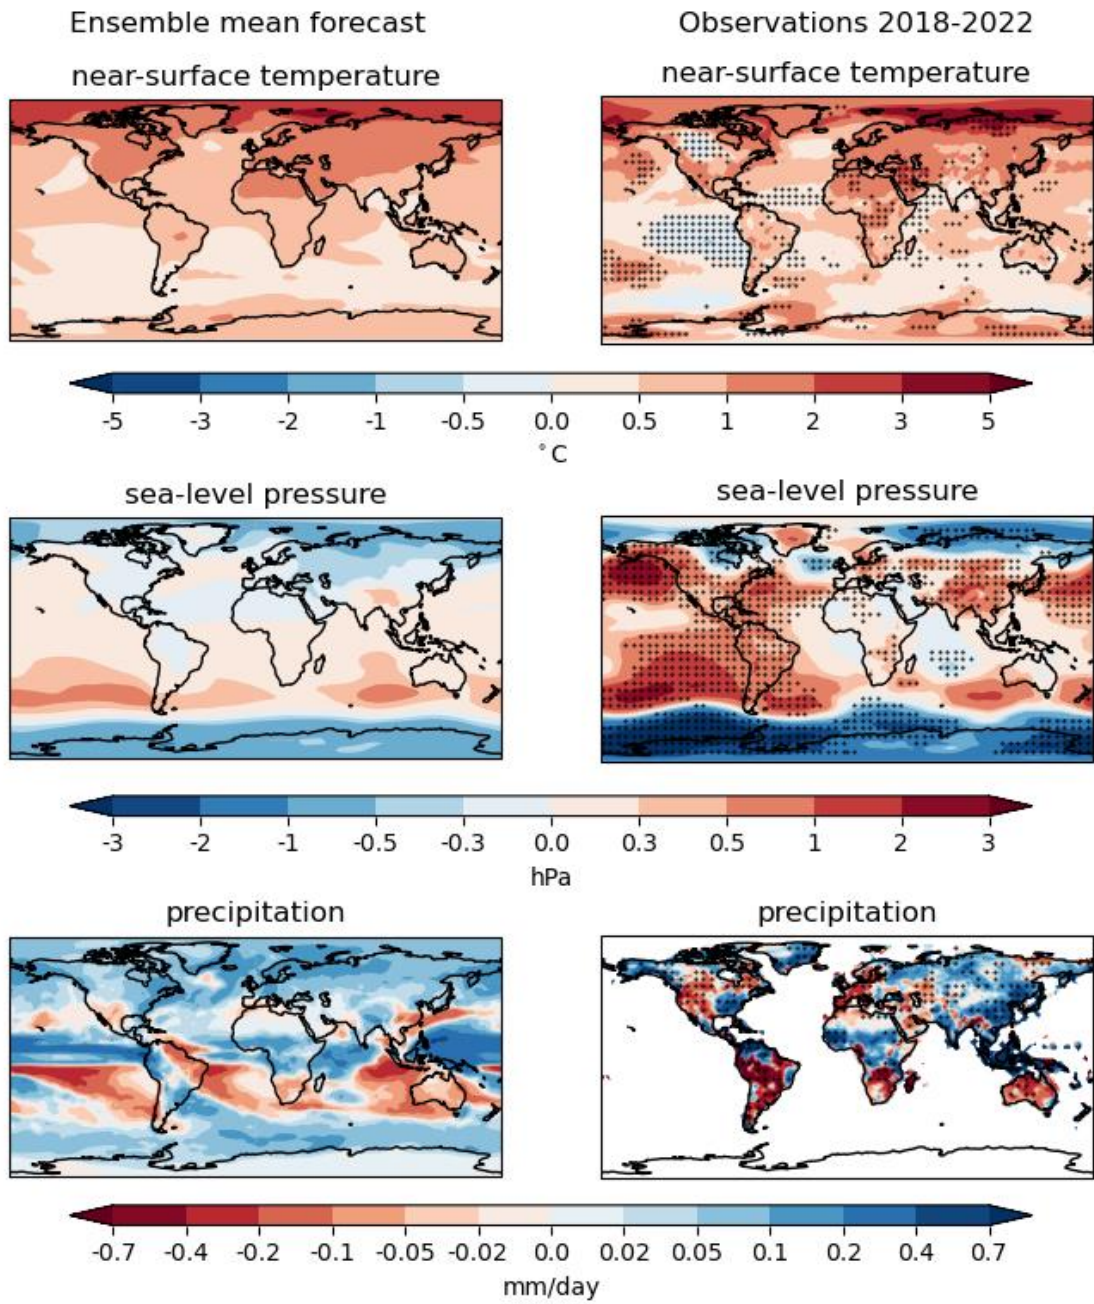 Ensemble mean forecast
Observations 2018-2022
near-surface temperature
near-surface temperature
-5 -3 -2 -1 -0.5 0.0 0.5 1 2 3 5
°C
sea-level pressure
sea-level pressure
-3 -2 -1 -0.5 -0.3 0.0 0.3 0.5 1 2 3
hPa
precipitation
precipitation
-0.7 -0.4 -0.2 -0.1 -0.05 -0.02 0.0 0.02 0.05 0.1 0.2 0.4 0.7
mm/day